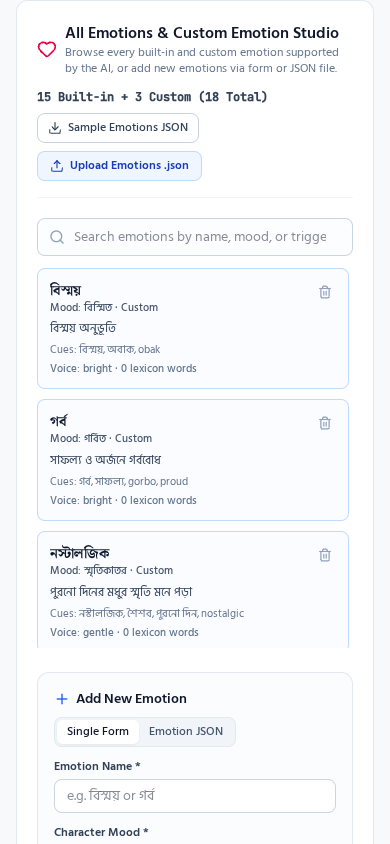 All Emotions & Custom Emotion Studio
Browse every built-in and custom emotion supported
by the AI, or add new emotions via form or JSON file.
15 Built-in + 3 Custom (18 Total)
Sample Emotions JSON
Upload Emotions .json
Search emotions by name, mood, or trigge
বিস্ময়
Mood: বিস্মিত · Custom
বিস্ময় অনুভূতি
Cues: বিস্ময়, অবাক, obak
Voice: bright · 0 lexicon words
গর্ব
Mood: গর্বিত · Custom
সাফল্য ও অর্জনে গর্ববোধ
Cues: গর্ব, সাফল্য, gorbo, proud
Voice: bright · 0 lexicon words
নস্টালজিক
Mood: স্মৃতিকাতর · Custom
পুরনো দিনের মধুর স্মৃতি মনে পড়া
Cues: নস্টালজিক, শৈশব, পুরনো দিন, nostalgic
Voice: gentle · 0 lexicon words
Add New Emotion
Single Form
Emotion JSON
Emotion Name *
e.g. বিস্ময় or গর্ব
Character Mood *